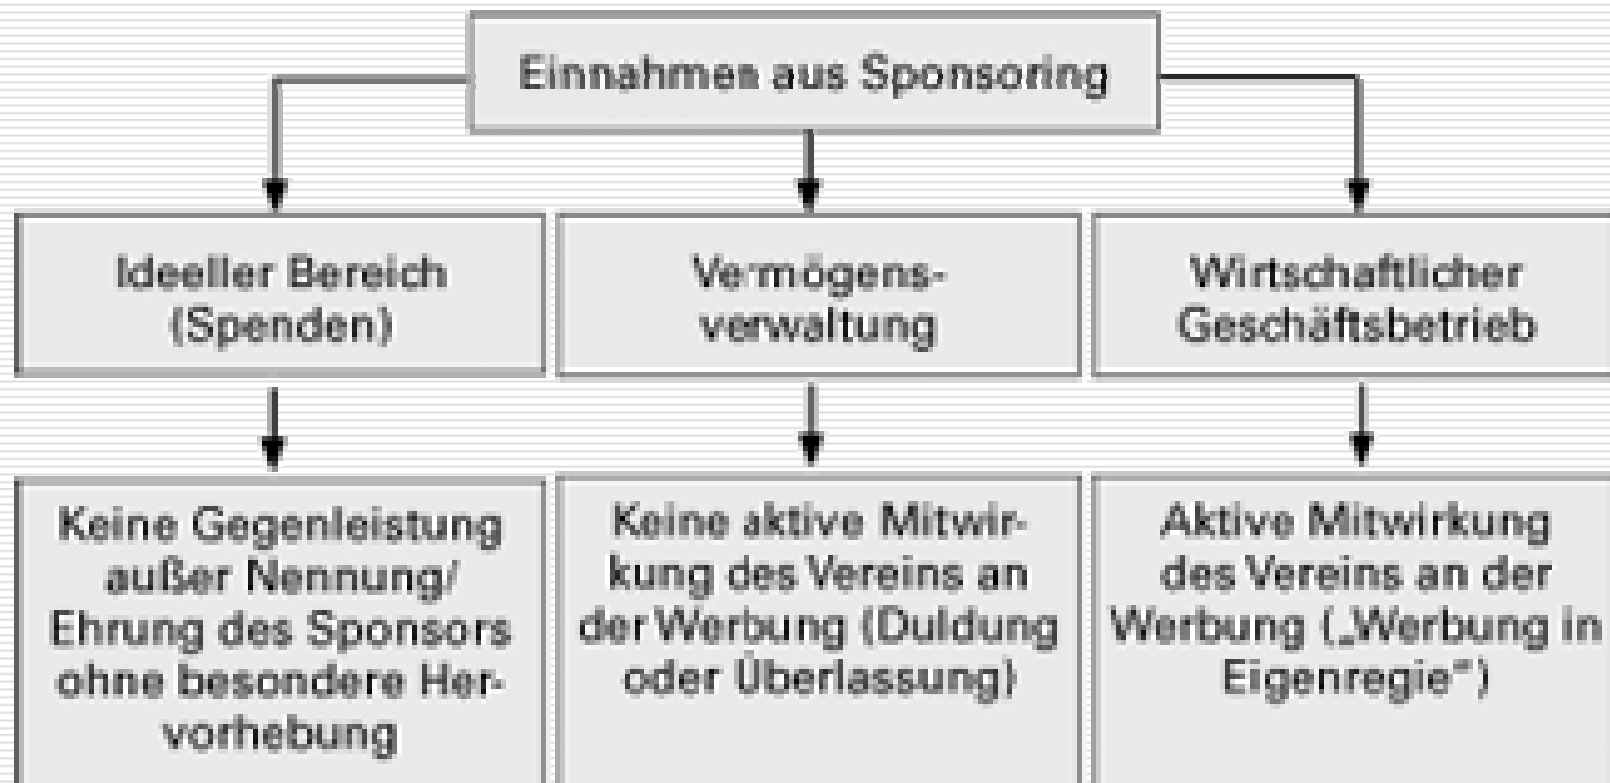 Einnahmen aus Sponsoring
Ideeller Bereich
(Spenden)
Vermögens-
verwaltung
Wirtschaftlicher
Geschäftsbetrieb
Keine Gegenleistung
außer Nennung/
Ehrung des Sponsors
ohne besondere Her-
vorhebung
Keine aktive Mitwir-
kung des Vereins an
der Werbung (Duldung
oder Überlassung)
Aktive Mitwirkung
des Vereins an der
Werbung („Werbung in
Eigenregie“)